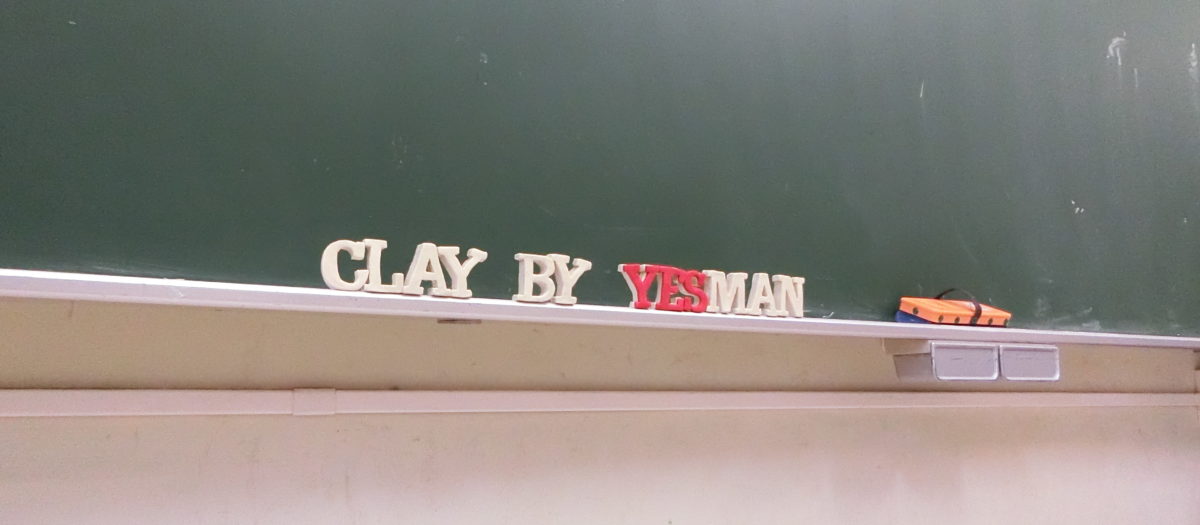 CLAY BY YESMAN